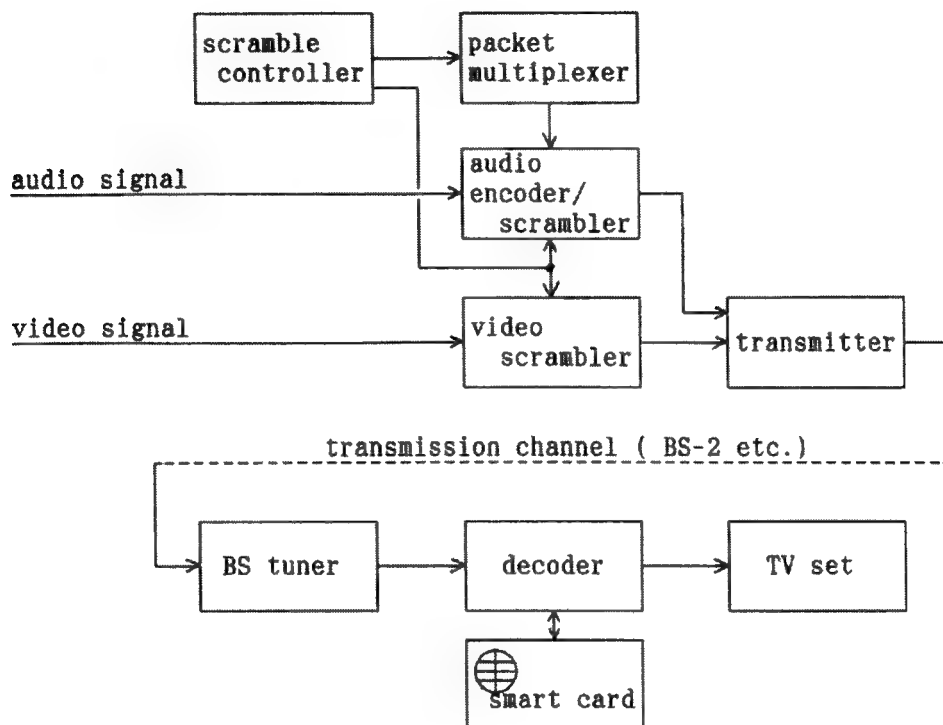 scramble
controller
packet
multiplexer
audio signal
audio
encoder/
scrambler
video signal
video
scrambler
transmitter
transmission channel ( BS-2 etc.)
BS tuner
decoder
TV set
smart card